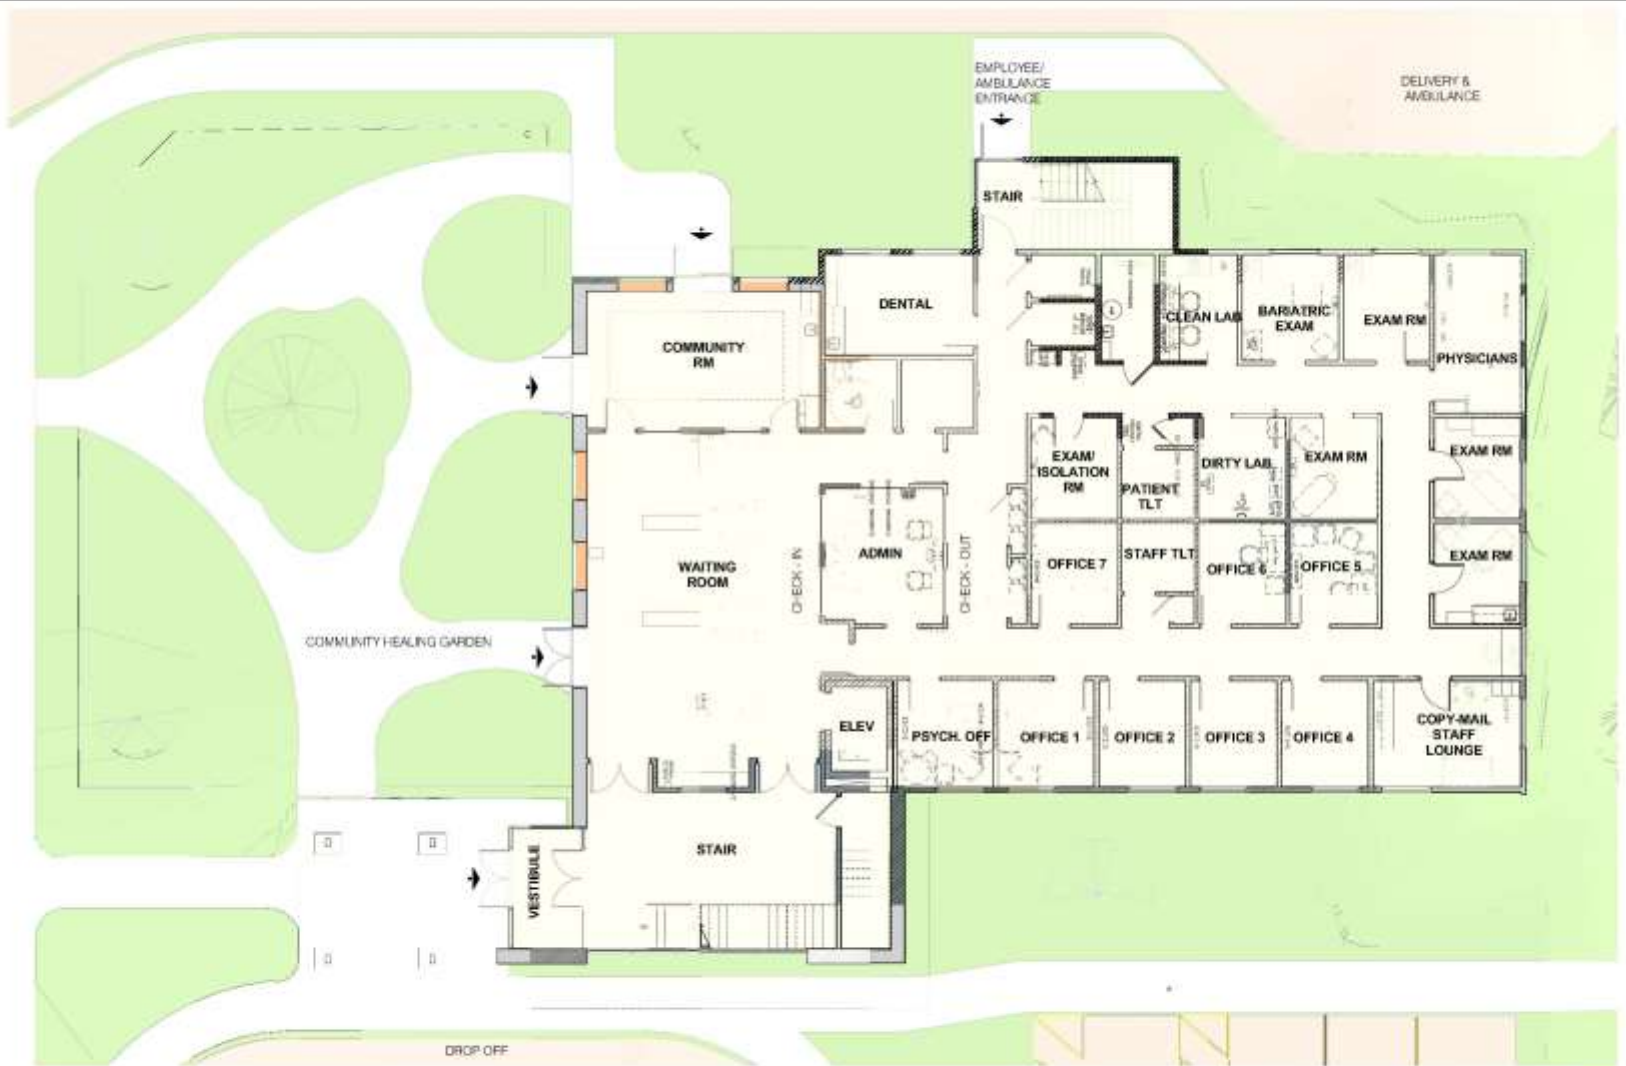 EMPLOYEE/
AMBULANCE
ENTRANCE
DELIVERY &
AMBULANCE
STAIR
DENTAL
CLEAN LAB
BARIATRIC
EXAM
EXAM RM
PHYSICIANS
COMMUNITY
RM
EXAM/
ISOLATION
RM
PATIENT
TLT
DIRTY LAB
EXAM RM
EXAM RM
WAITING
ROOM
CHECK - IN
ADMIN
CHECK - OUT
OFFICE 7
STAFF TLT
OFFICE 6
OFFICE 5
EXAM RM
COMMUNITY HEALING GARDEN
ELEV
PSYCH. OFF
OFFICE 1
OFFICE 2
OFFICE 3
OFFICE 4
COPY-MAIL
STAFF
LOUNGE
VESTIBULE
STAIR
DROP OFF